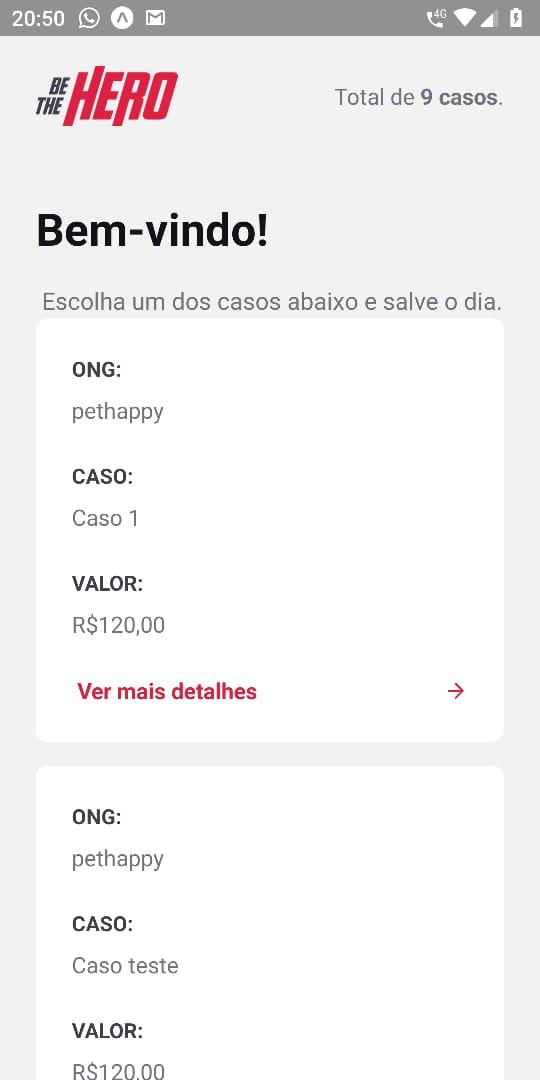 20:50
4G
BE THE HERO
Total de 9 casos.
Bem-vindo!
Escolha um dos casos abaixo e salve o dia.
ONG:
pethappy
CASO:
Caso 1
VALOR:
R$120,00
Ver mais detalhes
ONG:
pethappy
CASO:
Caso teste
VALOR:
R$120,00